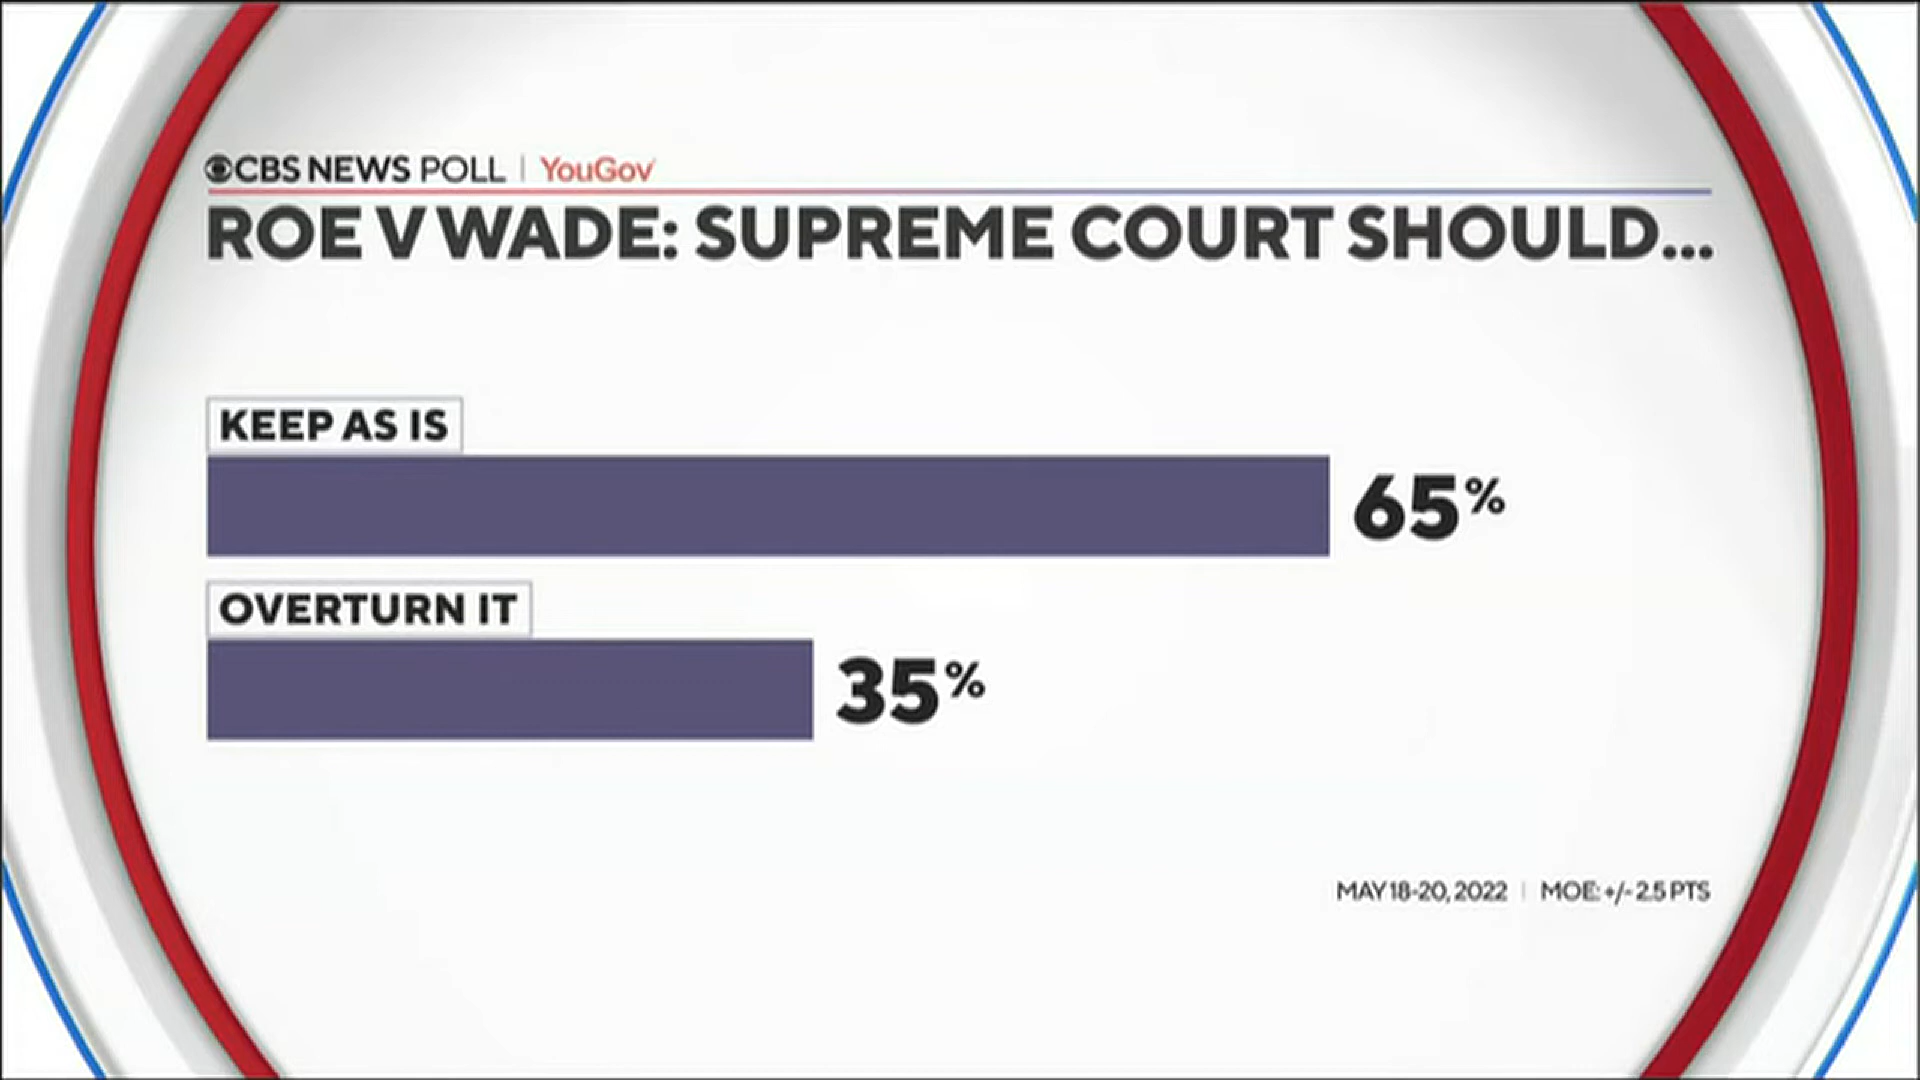 CBS NEWS POLL | YouGov
ROE V WADE: SUPREME COURT SHOULD...
KEEP AS IS
65%
OVERTURN IT
35%
MAY 18-20, 2022 | MOE: +/- 2.5 PTS